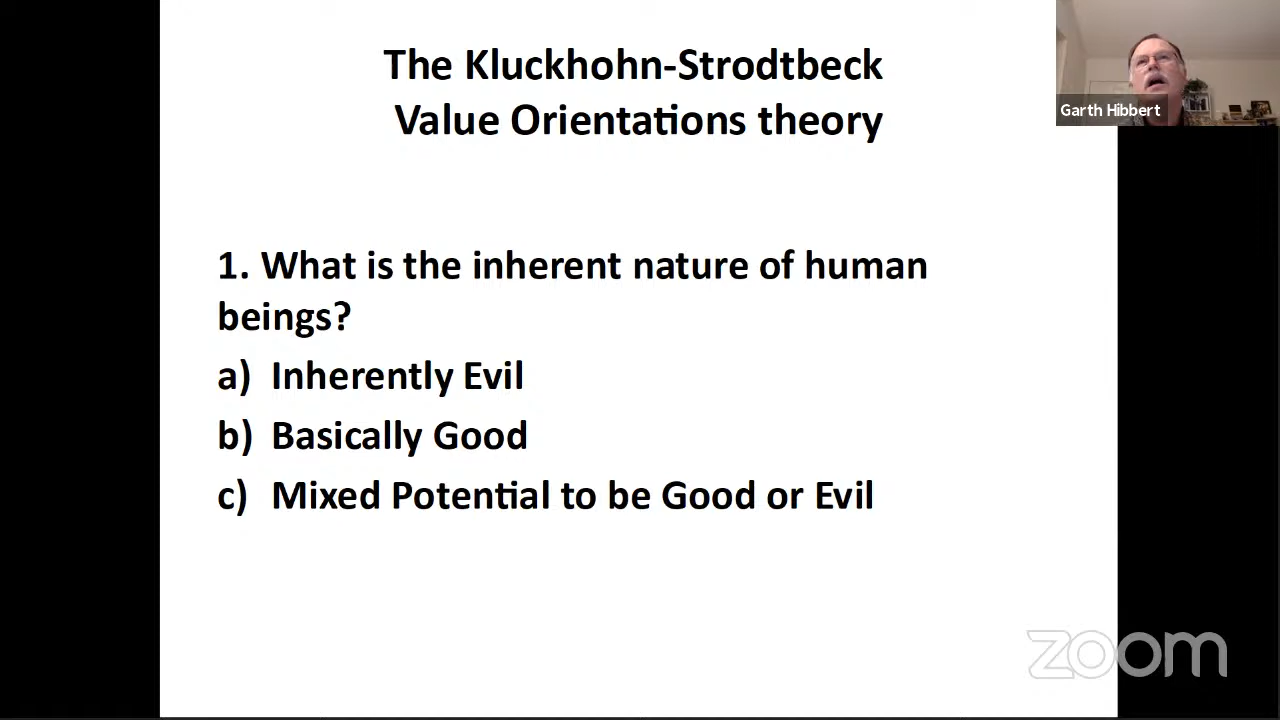 The Kluckhohn-Strodtbeck
Value Orientations theory
Garth Hibbert
1. What is the inherent nature of human
beings?
a) Inherently Evil
b) Basically Good
c) Mixed Potential to be Good or Evil
zoom